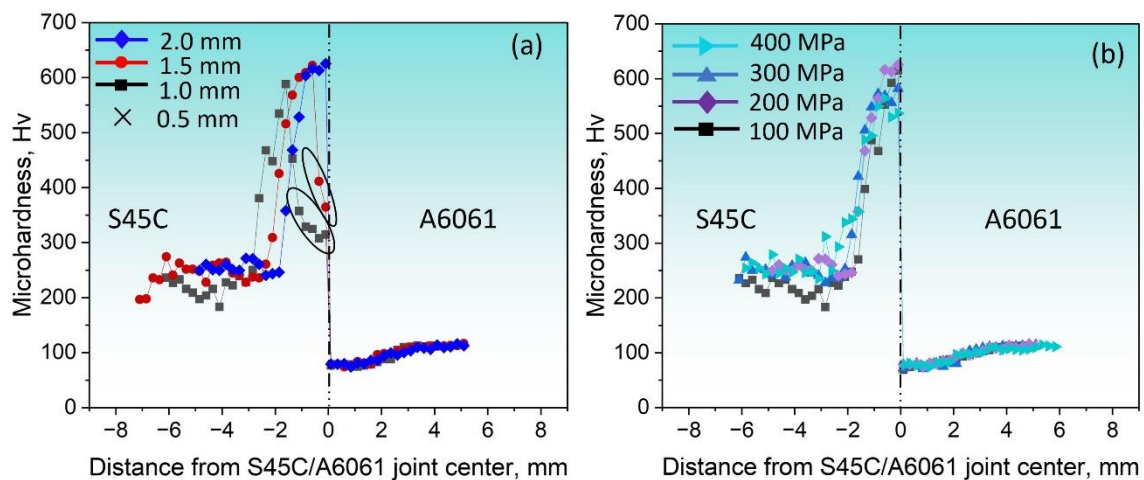 (a)
2.0 mm
1.5 mm
1.0 mm
0.5 mm
S45C
A6061
Microhardness, Hv
700
600
500
400
300
200
100
0
−8 −6 −4 −2 0 2 4 6 8
Distance from S45C/A6061 joint center, mm
(b)
400 MPa
300 MPa
200 MPa
100 MPa
S45C
A6061
Microhardness, Hv
700
600
500
400
300
200
100
0
−8 −6 −4 −2 0 2 4 6 8
Distance from S45C/A6061 joint center, mm